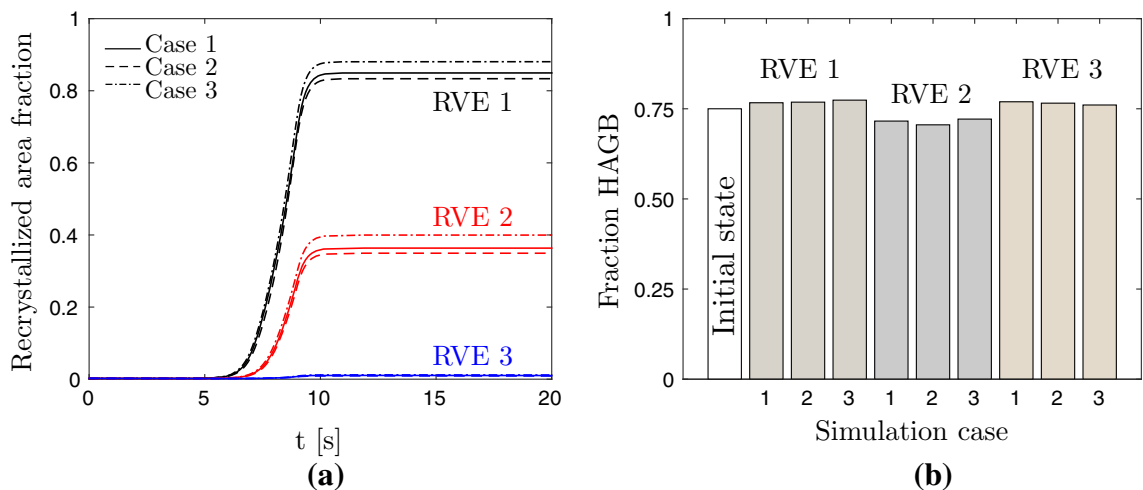 Recrystallized area fraction
1
0.8
0.6
0.4
0.2
0
0
5
10
15
20
t [s]
Case 1
Case 2
Case 3
RVE 1
RVE 2
RVE 3
(a)
Fraction HAGB
1
0.75
0.5
0.25
0
Initial state
RVE 1
RVE 2
RVE 3
1 2 3 1 2 3 1 2 3
Simulation case
(b)